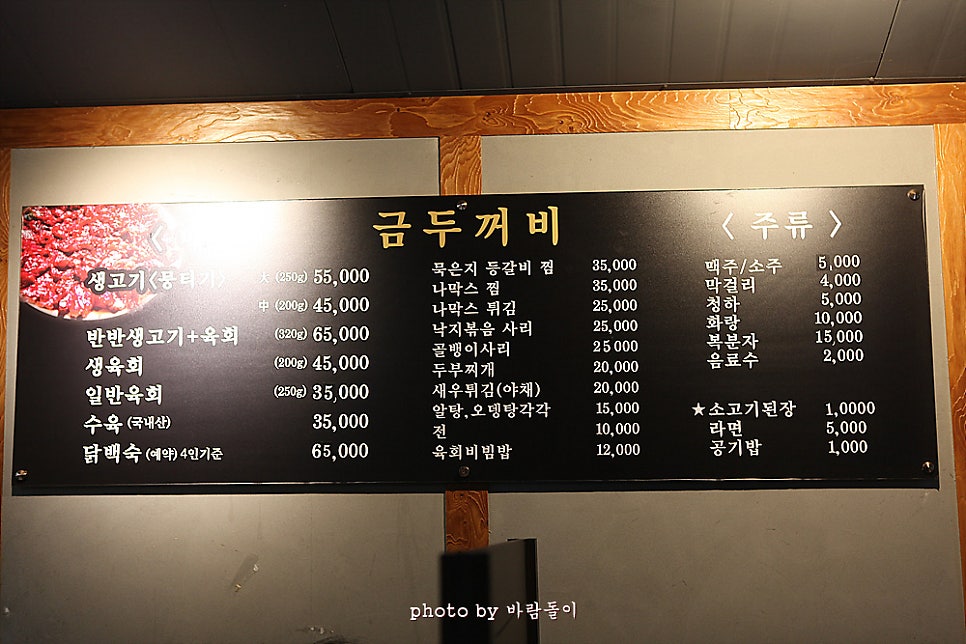 금두꺼비
생고기〈뭉티기〉 大 (250g) 55,000
中 (200g) 45,000
반반생고기+육회 (320g) 65,000
생육회 (200g) 45,000
일반육회 (250g) 35,000
수육 (국내산) 35,000
닭백숙 (예약) 4인기준 65,000
묵은지 등갈비 찜 35,000
나막스 찜 35,000
나막스 튀김 25,000
낙지볶음 사리 25,000
골뱅이사리 25 000
두부찌개 20,000
새우튀김(야채) 20,000
알탕,오뎅탕각각 15,000
전 10,000
육회비빔밥 12,000
〈 주류 〉
맥주/소주 5,000
막걸리 4,000
청하 5,000
화랑 10,000
복분자 15,000
음료수 2,000
★소고기된장 1,0000
라면 5,000
공기밥 1,000
photo by 바람돌이